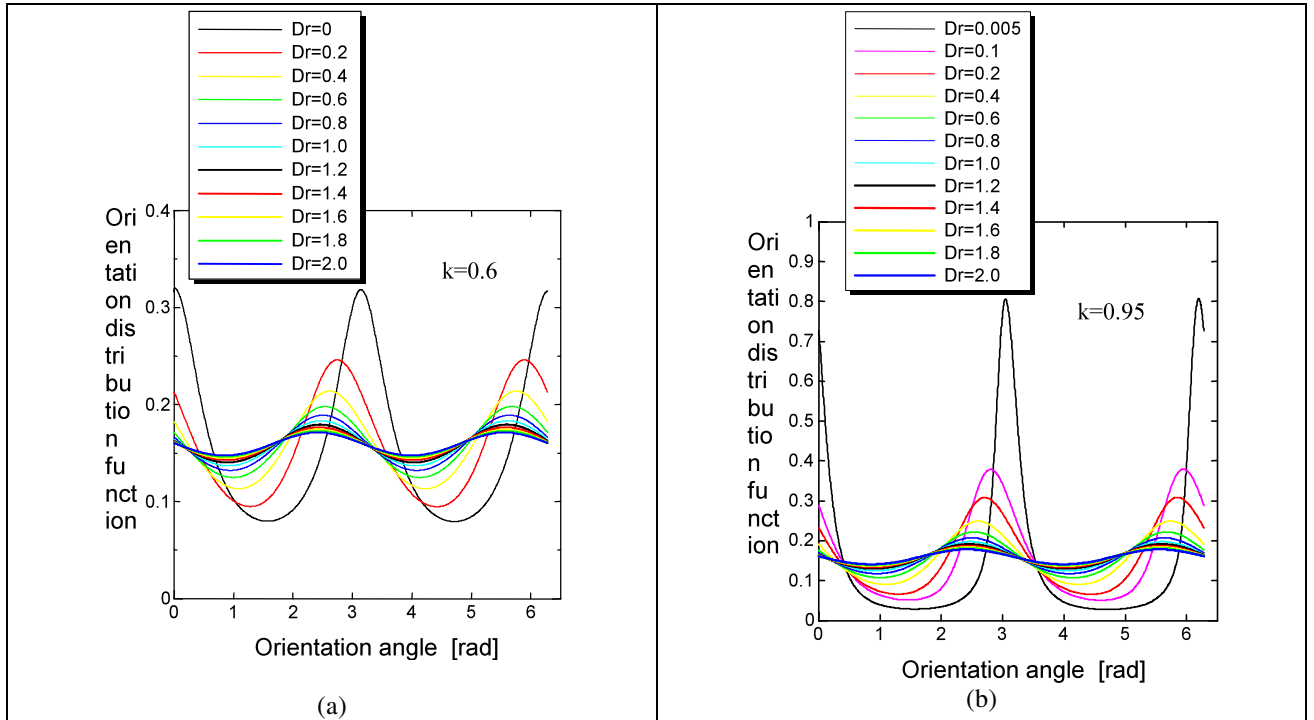 Dr=0
Dr=0.2
Dr=0.4
Dr=0.6
Dr=0.8
Dr=1.0
Dr=1.2
Dr=1.4
Dr=1.6
Dr=1.8
Dr=2.0
k=0.6
Ori
en
tati
on
dis
tri
bu
tio
n
fu
nct
ion
0.4
0.3
0.2
0.1
0
0 1 2 3 4 5 6
Orientation angle [rad]
(a)
Dr=0.005
Dr=0.1
Dr=0.2
Dr=0.4
Dr=0.6
Dr=0.8
Dr=1.0
Dr=1.2
Dr=1.4
Dr=1.6
Dr=1.8
Dr=2.0
k=0.95
Ori
en
tati
on
dis
tri
bu
tio
n
fu
nct
ion
1
0.9
0.8
0.7
0.6
0.5
0.4
0.3
0.2
0.1
0
0 1 2 3 4 5 6
Orientation angle [rad]
(b)